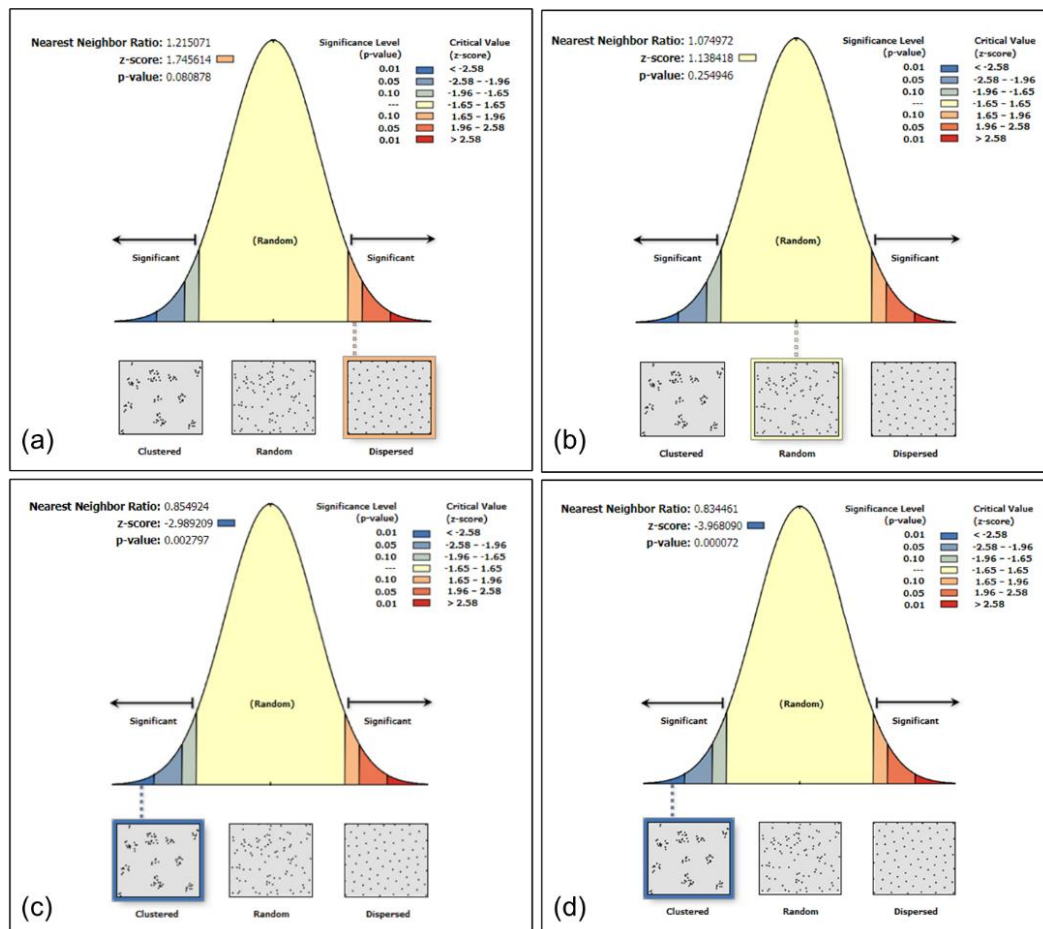 Nearest Neighbor Ratio: 1.215071
z-score: 1.745614
p-value: 0.080878
Significance Level Critical Value
(p-value) (z-score)
0.01 < -2.58
0.05 -2.58 - -1.96
0.10 -1.96 - -1.65
--- -1.65 - 1.65
0.10 1.65 - 1.96
0.05 1.96 - 2.58
0.01 > 2.58
(Random)
Significant Significant
(a)
Clustered Random Dispersed
Nearest Neighbor Ratio: 1.074972
z-score: 1.138418
p-value: 0.254946
Significance Level Critical Value
(p-value) (z-score)
0.01 < -2.58
0.05 -2.58 - -1.96
0.10 -1.96 - -1.65
--- -1.65 - 1.65
0.10 1.65 - 1.96
0.05 1.96 - 2.58
0.01 > 2.58
(Random)
Significant Significant
(b)
Clustered Random Dispersed
Nearest Neighbor Ratio: 0.854924
z-score: -2.989209
p-value: 0.002797
Significance Level Critical Value
(p-value) (z-score)
0.01 < -2.58
0.05 -2.58 - -1.96
0.10 -1.96 - -1.65
--- -1.65 - 1.65
0.10 1.65 - 1.96
0.05 1.96 - 2.58
0.01 > 2.58
(Random)
Significant Significant
(c)
Clustered Random Dispersed
Nearest Neighbor Ratio: 0.834461
z-score: -3.968090
p-value: 0.000072
Significance Level Critical Value
(p-value) (z-score)
0.01 < -2.58
0.05 -2.58 - -1.96
0.10 -1.96 - -1.65
--- -1.65 - 1.65
0.10 1.65 - 1.96
0.05 1.96 - 2.58
0.01 > 2.58
(Random)
Significant Significant
(d)
Clustered Random Dispersed